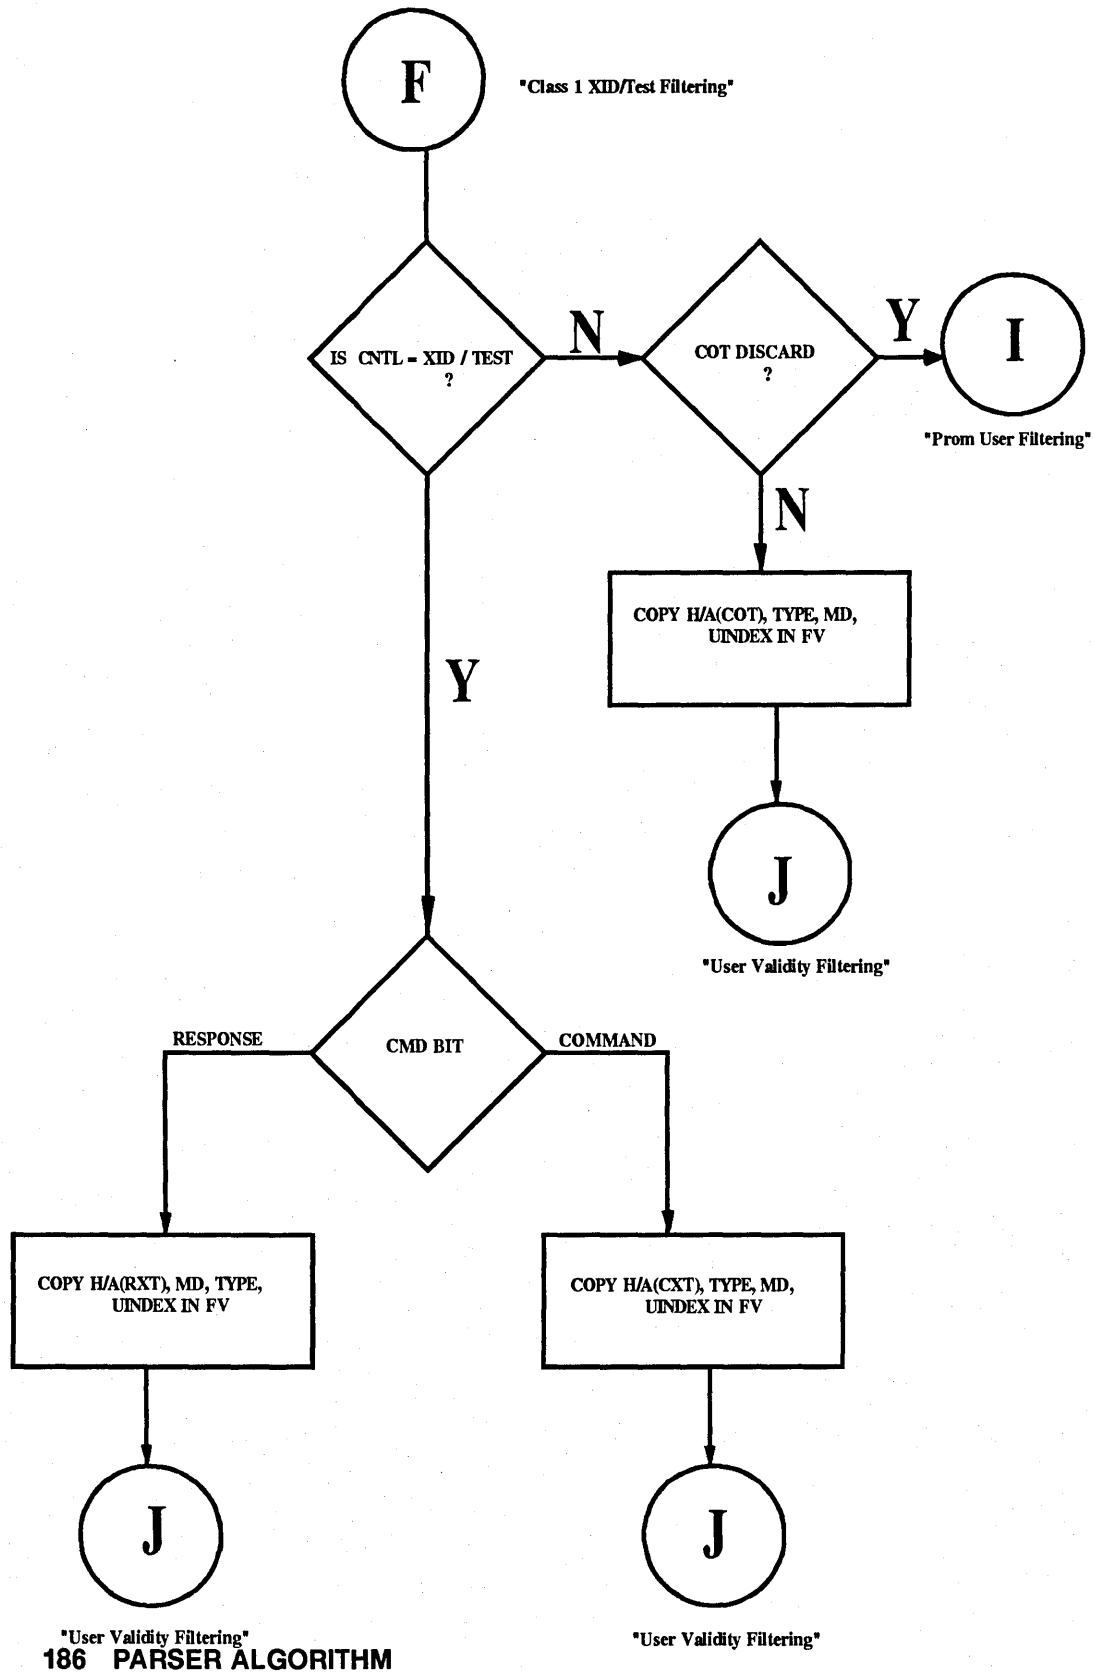 F
"Class 1 XID/Test Filtering"
IS CNTL = XID / TEST
?
N
COT DISCARD
?
Y
I
"Prom User Filtering"
N
COPY H/A(COT), TYPE, MD,
UINDEX IN FV
Y
J
"User Validity Filtering"
RESPONSE
CMD BIT
COMMAND
COPY H/A(RXT), MD, TYPE,
UINDEX IN FV
COPY H/A(CXT), TYPE, MD,
UINDEX IN FV
J
J
"User Validity Filtering"
"User Validity Filtering"
186 PARSER ALGORITHM